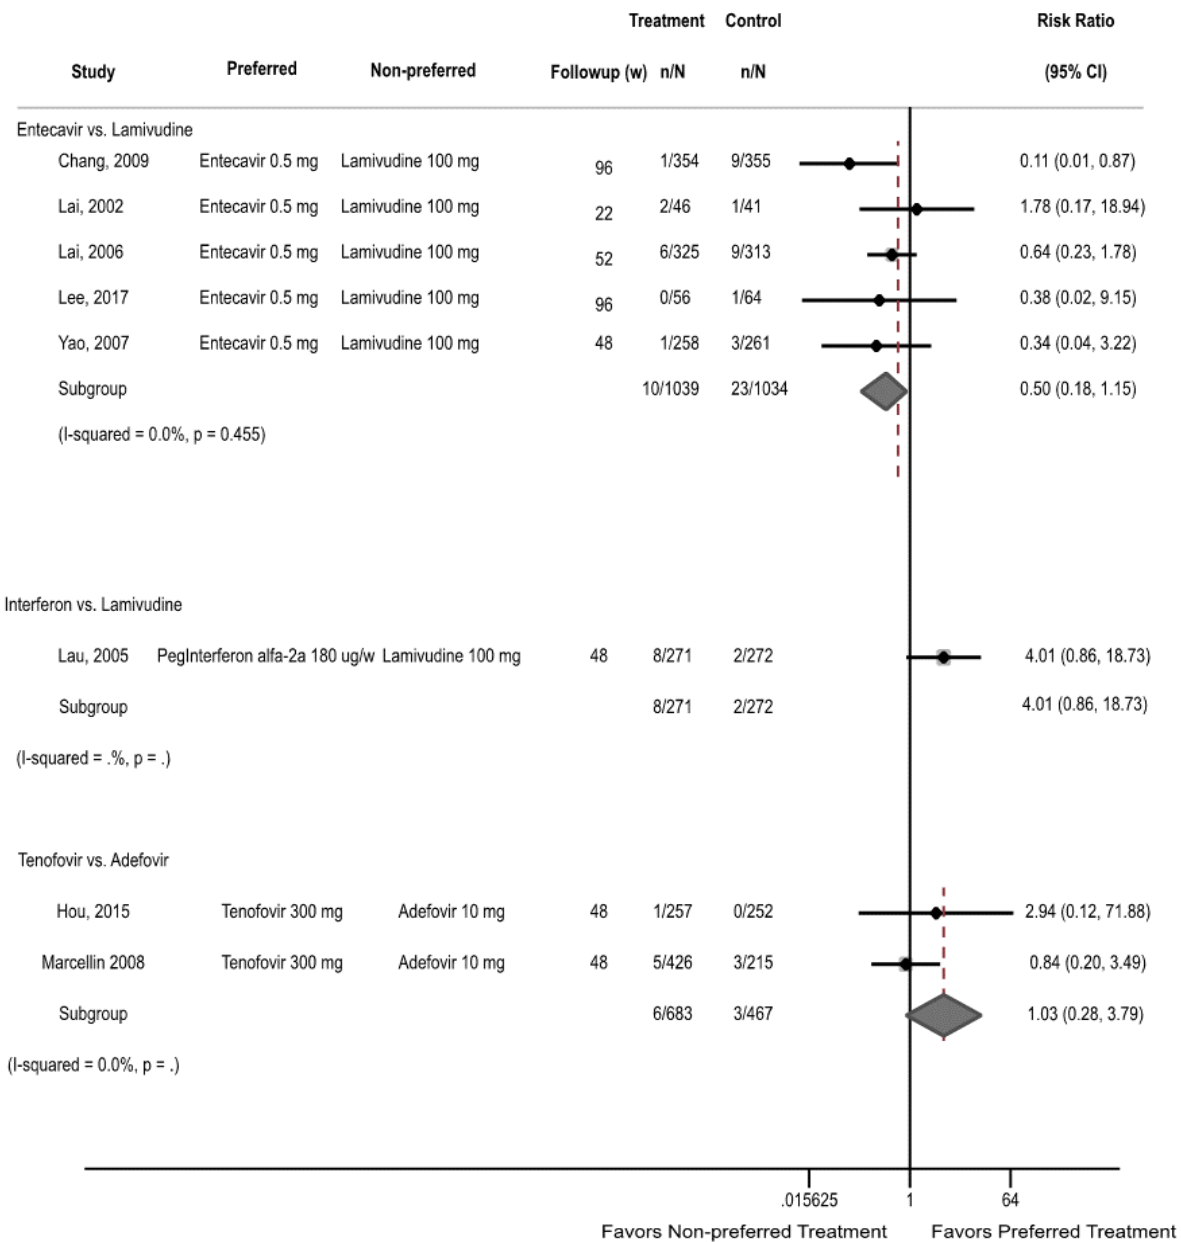 Treatment Control Risk Ratio
Study Preferred Non-preferred Followup (w) n/N n/N (95% CI)
Entecavir vs. Lamivudine
Chang, 2009 Entecavir 0.5 mg Lamivudine 100 mg 96 1/354 9/355 0.11 (0.01, 0.87)
Lai, 2002 Entecavir 0.5 mg Lamivudine 100 mg 22 2/46 1/41 1.78 (0.17, 18.94)
Lai, 2006 Entecavir 0.5 mg Lamivudine 100 mg 52 6/325 9/313 0.64 (0.23, 1.78)
Lee, 2017 Entecavir 0.5 mg Lamivudine 100 mg 96 0/56 1/64 0.38 (0.02, 9.15)
Yao, 2007 Entecavir 0.5 mg Lamivudine 100 mg 48 1/258 3/261 0.34 (0.04, 3.22)
Subgroup 10/1039 23/1034 0.50 (0.18, 1.15)
(I-squared = 0.0%, p = 0.455)
Interferon vs. Lamivudine
Lau, 2005 PegInterferon alfa-2a 180 ug/w Lamivudine 100 mg 48 8/271 2/272 4.01 (0.86, 18.73)
Subgroup 8/271 2/272 4.01 (0.86, 18.73)
(I-squared = .%, p = .)
Tenofovir vs. Adefovir
Hou, 2015 Tenofovir 300 mg Adefovir 10 mg 48 1/257 0/252 2.94 (0.12, 71.88)
Marcellin 2008 Tenofovir 300 mg Adefovir 10 mg 48 5/426 3/215 0.84 (0.20, 3.49)
Subgroup 6/683 3/467 1.03 (0.28, 3.79)
(I-squared = 0.0%, p = .)
.015625 1 64
Favors Non-preferred Treatment Favors Preferred Treatment